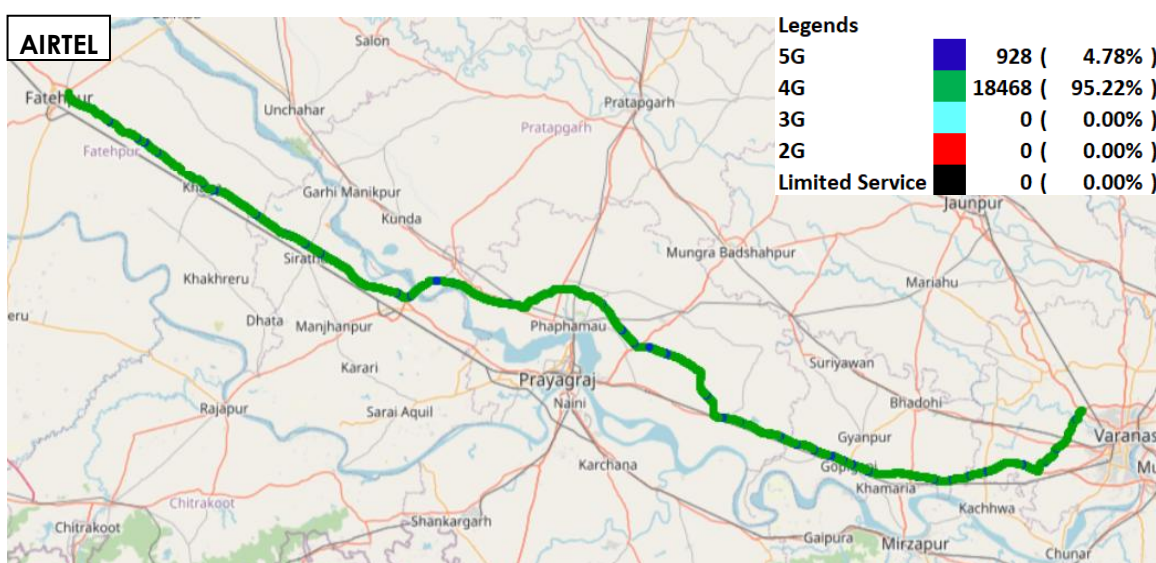 AIRTEL
Legends
5G 928 ( 4.78% )
4G 18468 ( 95.22% )
3G 0 ( 0.00% )
2G 0 ( 0.00% )
Limited Service 0 ( 0.00% )
Salon
Fatehpur
Unchahar
Pratapgarh
Pratapgarh
Fatehpur
Garhi Manikpur
Jaunpur
Kunda
Mungra Badshahpur
Sirathu
Khakhreru
Mariahu
eru
Dhata
Manjhanpur
Phaphamau
Karari
Suriyawan
Prayagraj
Naini
Rajapur
Sarai Aquil
Bhadohi
Gyanpur
Varanas
Karchana
Gopiganj
Mu
Khamaria
Chitrakoot
Kachhwa
Chitrakoot
Shankargarh
Gaipura
Mirzapur
Chunar